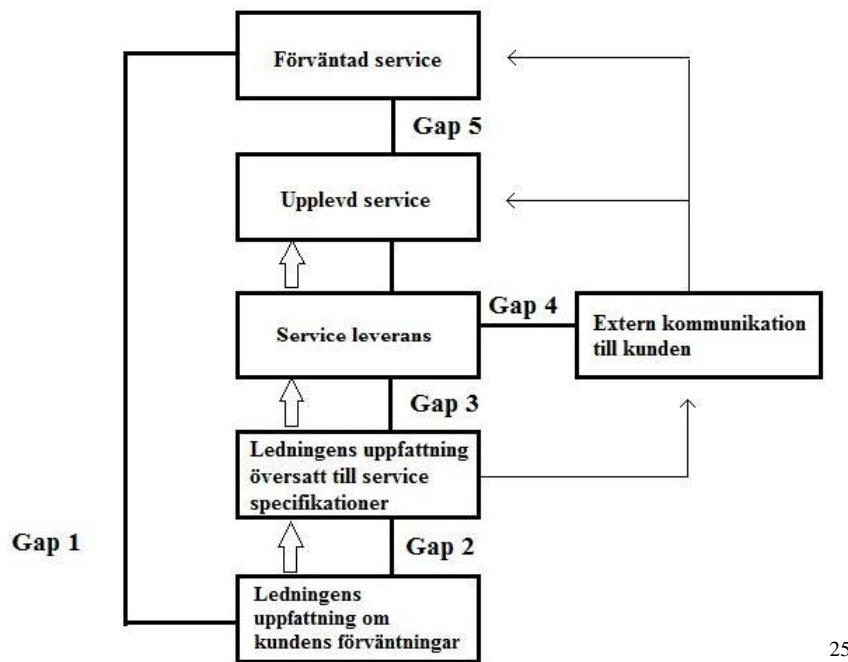 Förväntad service
Gap 5
Upplevd service
Gap 4
Service leverans
Extern kommunikation
till kunden
Gap 3
Ledningens uppfattning
översatt till service
specifikationer
Gap 1
Gap 2
Ledningens
uppfattning om
kundens förväntningar
25